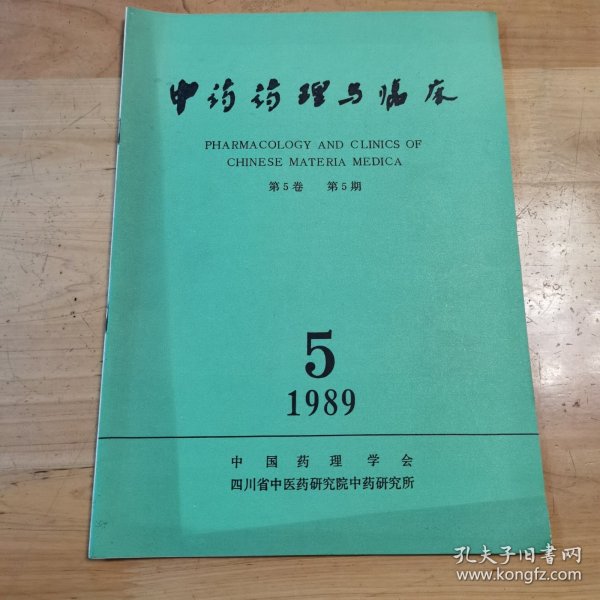 中药药理与临床
PHARMACOLOGY AND CLINICS OF
CHINESE MATERIA MEDICA
第5卷 第5期
5
1989
中国药理学会
四川省中医药研究院中药研究所
孔夫子旧书网
www.kongfz.com